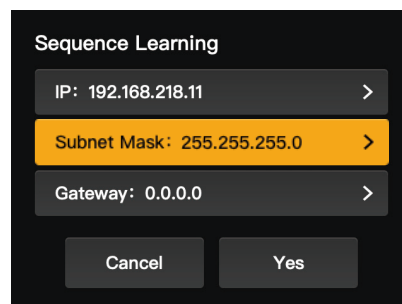 Sequence Learning
IP: 192.168.218.11
Subnet Mask: 255.255.255.0
Gateway: 0.0.0.0
Cancel Yes